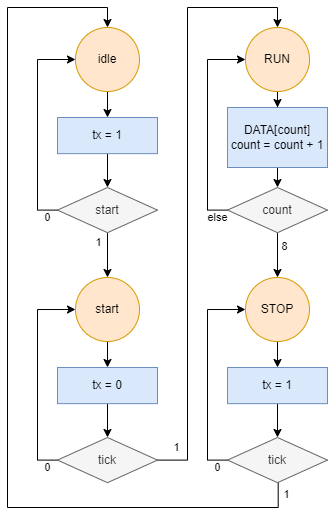 idle
tx = 1
start
0
1
start
tx = 0
tick
0
1
RUN
DATA[count]
count = count + 1
count
else
8
STOP
tx = 1
tick
0
1